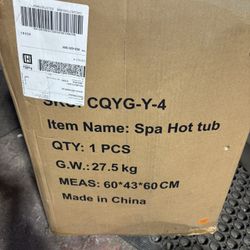 SKU: CQYG-Y-4
Item Name: Spa Hot tub
QTY: 1 PCS
G.W.: 27.5 kg
MEAS: 60*43*60CM
Made in China